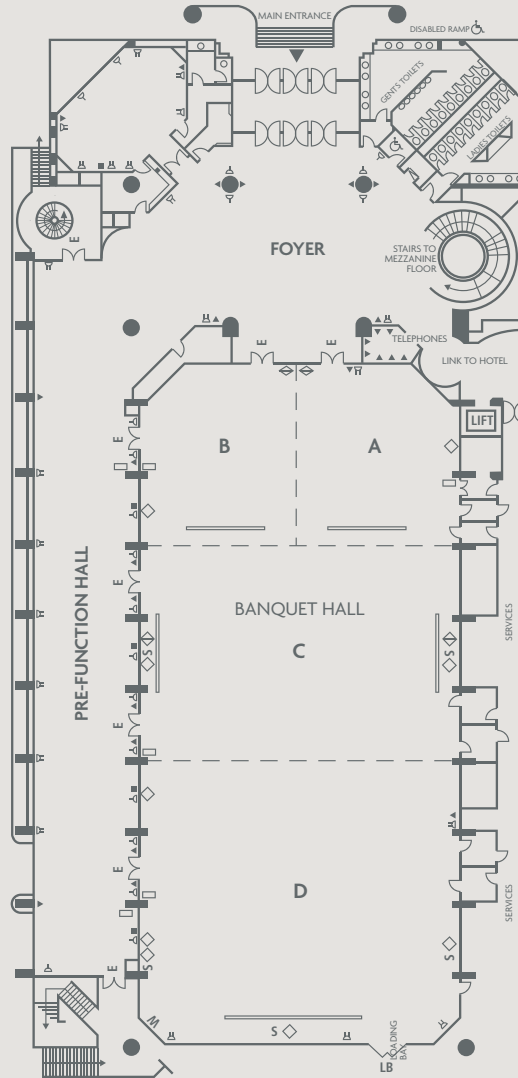 MAIN ENTRANCE
DISABLED RAMP
GENTS TOILETS
LADIES TOILETS
E
FOYER
STAIRS TO
MEZZANINE
FLOOR
TELEPHONES
LINK TO HOTEL
E
E
LIFT
E
B
A
E
PRE-FUNCTION HALL
BANQUET HALL
SERVICES
C
S
S
E
E
D
SERVICES
S
S
E
W
S
LOADING
BAY
LB